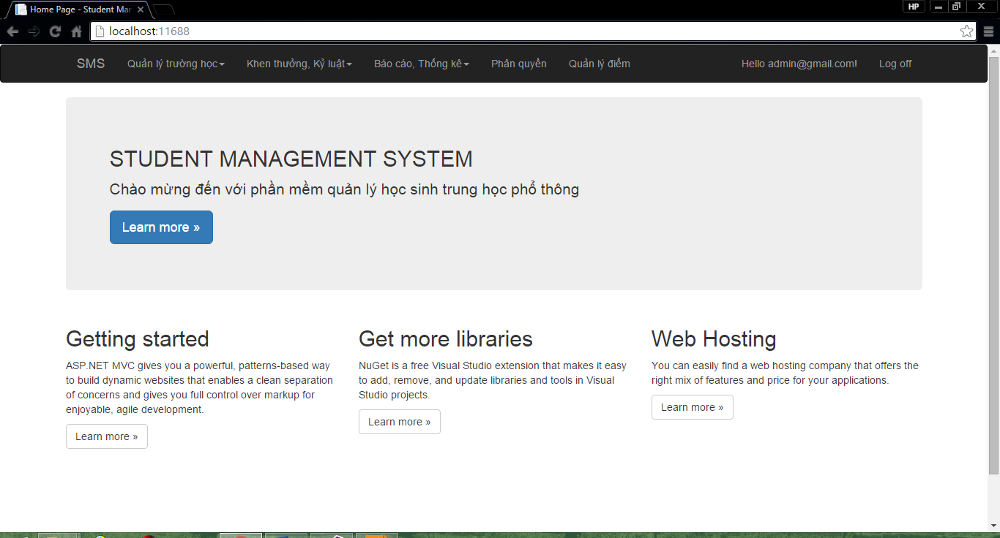 Home Page - Student Mar
HP
localhost:11688
SMS Quản lý trường học Khen thưởng, Kỷ luật Báo cáo, Thống kê Phân quyền Quản lý điểm Hello admin@gmail.com! Log off
STUDENT MANAGEMENT SYSTEM
Chào mừng đến với phần mềm quản lý học sinh trung học phổ thông
Learn more »
Getting started
ASP.NET MVC gives you a powerful, patterns-based way
to build dynamic websites that enables a clean separation
of concerns and gives you full control over markup for
enjoyable, agile development.
Learn more »
Get more libraries
NuGet is a free Visual Studio extension that makes it easy
to add, remove, and update libraries and tools in Visual
Studio projects.
Learn more »
Web Hosting
You can easily find a web hosting company that offers the
right mix of features and price for your applications.
Learn more »